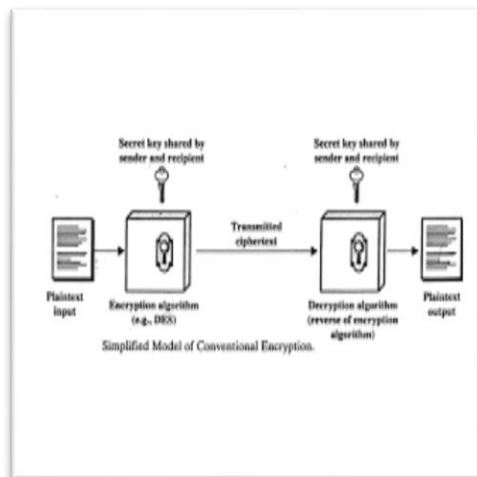 Secret key shared by
sender and recipient
Secret key shared by
sender and recipient
Transmitted
ciphertext
Plaintext
input
Encryption algorithm
(e.g., DES)
Decryption algorithm
(reverse of encryption
algorithm)
Plaintext
output
Simplified Model of Conventional Encryption.